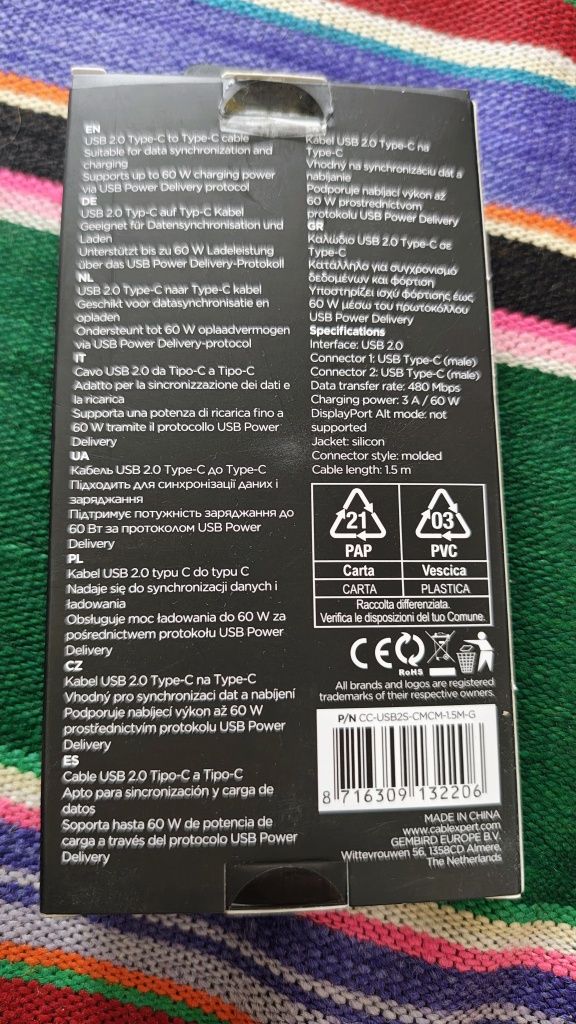 EN
USB 2.0 Type-C to Type-C cable
Suitable for data synchronization and
charging
Supports up to 60 W charging power
via USB Power Delivery protocol
DE
USB 2.0 Typ-C auf Typ-C Kabel
Geeignet für Datensynchronisation und
Laden
Unterstützt bis zu 60 W Ladeleistung
über das USB Power Delivery-Protokoll
NL
USB 2.0 Type-C naar Type-C kabel
Geschikt voor datasynchronisatie en
opladen
Ondersteunt tot 60 W oplaadvermogen
via USB Power Delivery-protocol
IT
Cavo USB 2.0 da Tipo-C a Tipo-C
Adatto per la sincronizzazione dei dati e
la ricarica
Supporta una potenza di ricarica fino a
60 W tramite il protocollo USB Power
Delivery
UA
Кабель USB 2.0 Type-C до Type-C
Підходить для синхронізації даних і
заряджання
Підтримує потужність заряджання до
60 Вт за протоколом USB Power
Delivery
PL
Kabel USB 2.0 typu C do typu C
Nadaje się do synchronizacji danych i
ładowania
Obsługuje moc ładowania do 60 W za
pośrednictwem protokołu USB Power
Delivery
CZ
Kabel USB 2.0 Type-C na Type-C
Vhodný pro synchronizaci dat a nabíjení
Podporuje nabíjecí výkon až 60 W
prostřednictvím protokolu USB Power
Delivery
ES
Cable USB 2.0 Tipo-C a Tipo-C
Apto para sincronización y carga de
datos
Soporta hasta 60 W de potencia de
carga a través del protocolo USB Power
Delivery
Kabel USB 2.0 Type-C na
Type-C
Vhodný na synchronizáciu dát a
nabíjanie
Podporuje nabíjací výkon až
60 W prostredníctvom
protokolu USB Power Delivery
GR
Καλώδιο USB 2.0 Type-C σε
Type-C
Κατάλληλο για συγχρονισμό
δεδομένων και φόρτιση
Υποστηρίζει ισχύ φόρτισης έως
60 W μέσω του πρωτοκόλλου
USB Power Delivery
Specifications
Interface: USB 2.0
Connector 1: USB Type-C (male)
Connector 2: USB Type-C (male)
Data transfer rate: 480 Mbps
Charging power: 3 A / 60 W
DisplayPort Alt mode: not
supported
Jacket: silicon
Connector style: molded
Cable length: 1.5 m
21 03
PAP PVC
Carta Vescica
CARTA PLASTICA
Raccolta differenziata.
Verifica le disposizioni del tuo Comune.
CE RoHS
All brands and logos are registered
trademarks of their respective owners.
P/N CC-USB2S-CMCM-1.5M-G
8 716309 132206
MADE IN CHINA
www.cablexpert.com
GEMBIRD EUROPE B.V.
Wittevrouwen 56, 1358CD Almere,
The Netherlands